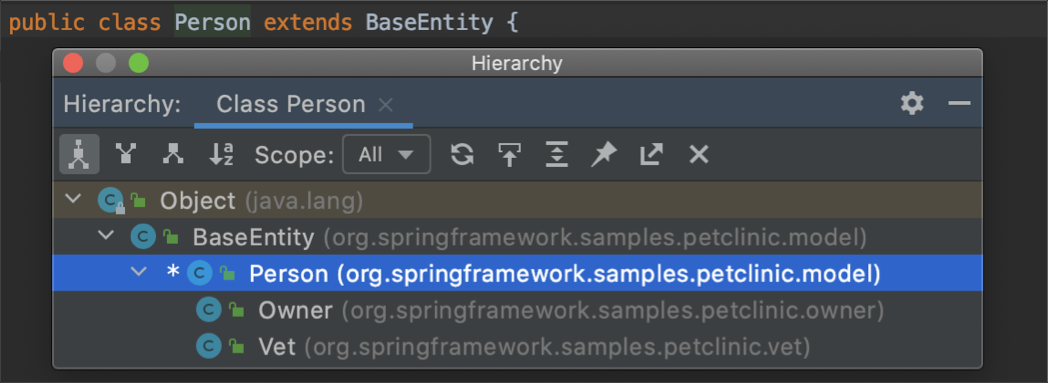 public class Person extends BaseEntity {
Hierarchy
Hierarchy: Class Person
Scope: All
Object (java.lang)
BaseEntity (org.springframework.samples.petclinic.model)
* Person (org.springframework.samples.petclinic.model)
Owner (org.springframework.samples.petclinic.owner)
Vet (org.springframework.samples.petclinic.vet)